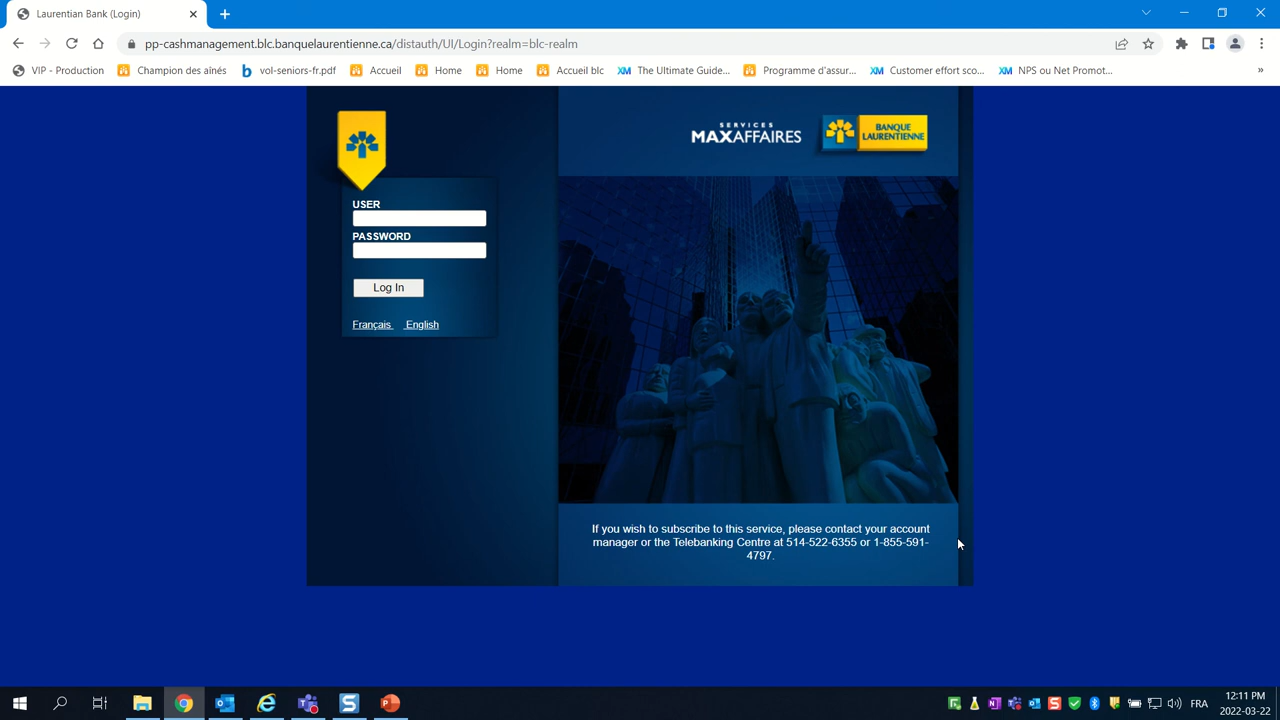 Laurentian Bank (Login)
pp-cashmanagement.blc.banquelaurentienne.ca/distauth/UI/Login?realm=blc-realm
VIP - Production
Champion des aînés
vol-seniors-fr.pdf
Accueil
Home
Home
Accueil blc
The Ultimate Guide...
Programme d'assur...
Customer effort sco...
NPS ou Net Promot...
»
SERVICES
MAXAFFAIRES
BANQUE
LAURENTIENNE
USER
PASSWORD
Log In
Français English
If you wish to subscribe to this service, please contact your account
manager or the Telebanking Centre at 514-522-6355 or 1-855-591-
4797.
FRA
12:11 PM
2022-03-22